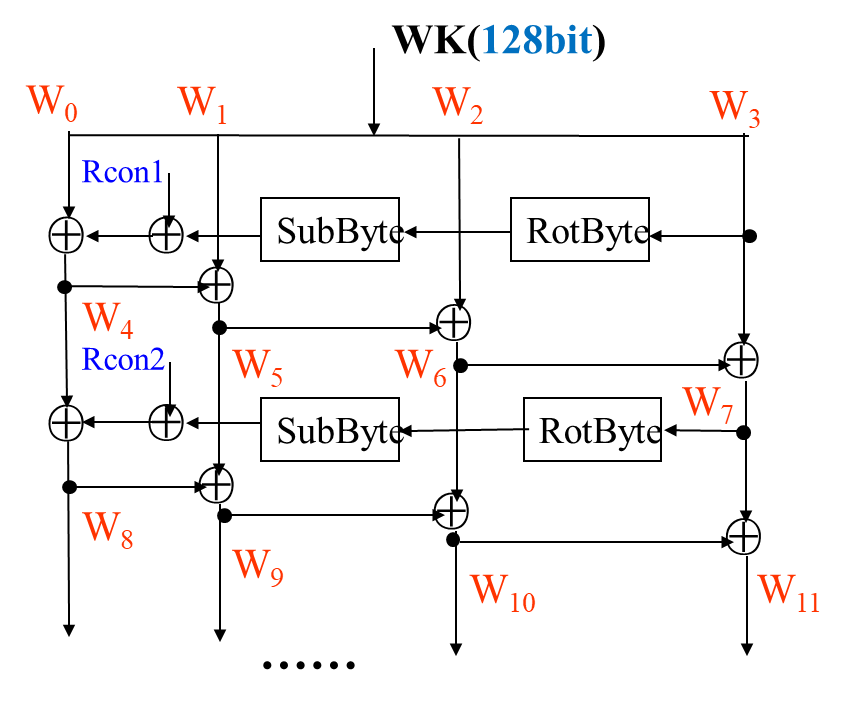 WK(128bit)
W0 W1 W2 W3
Rcon1
SubByte RotByte
W4
W5 W6
Rcon2
W7
SubByte RotByte
W8
W9
W10 W11
……